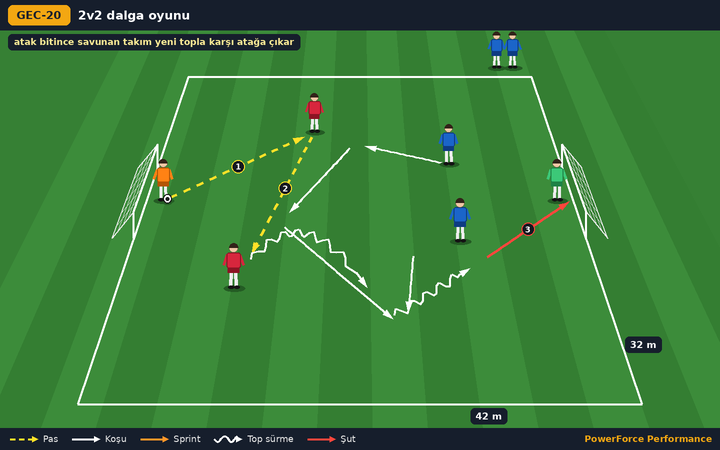 GEC-20 2v2 dalga oyunu
atak bitince savunan takım yeni topla karşı atağa çıkar
1
2
3
32 m
42 m
Pas Koşu Sprint Top sürme Şut PowerForce Performance